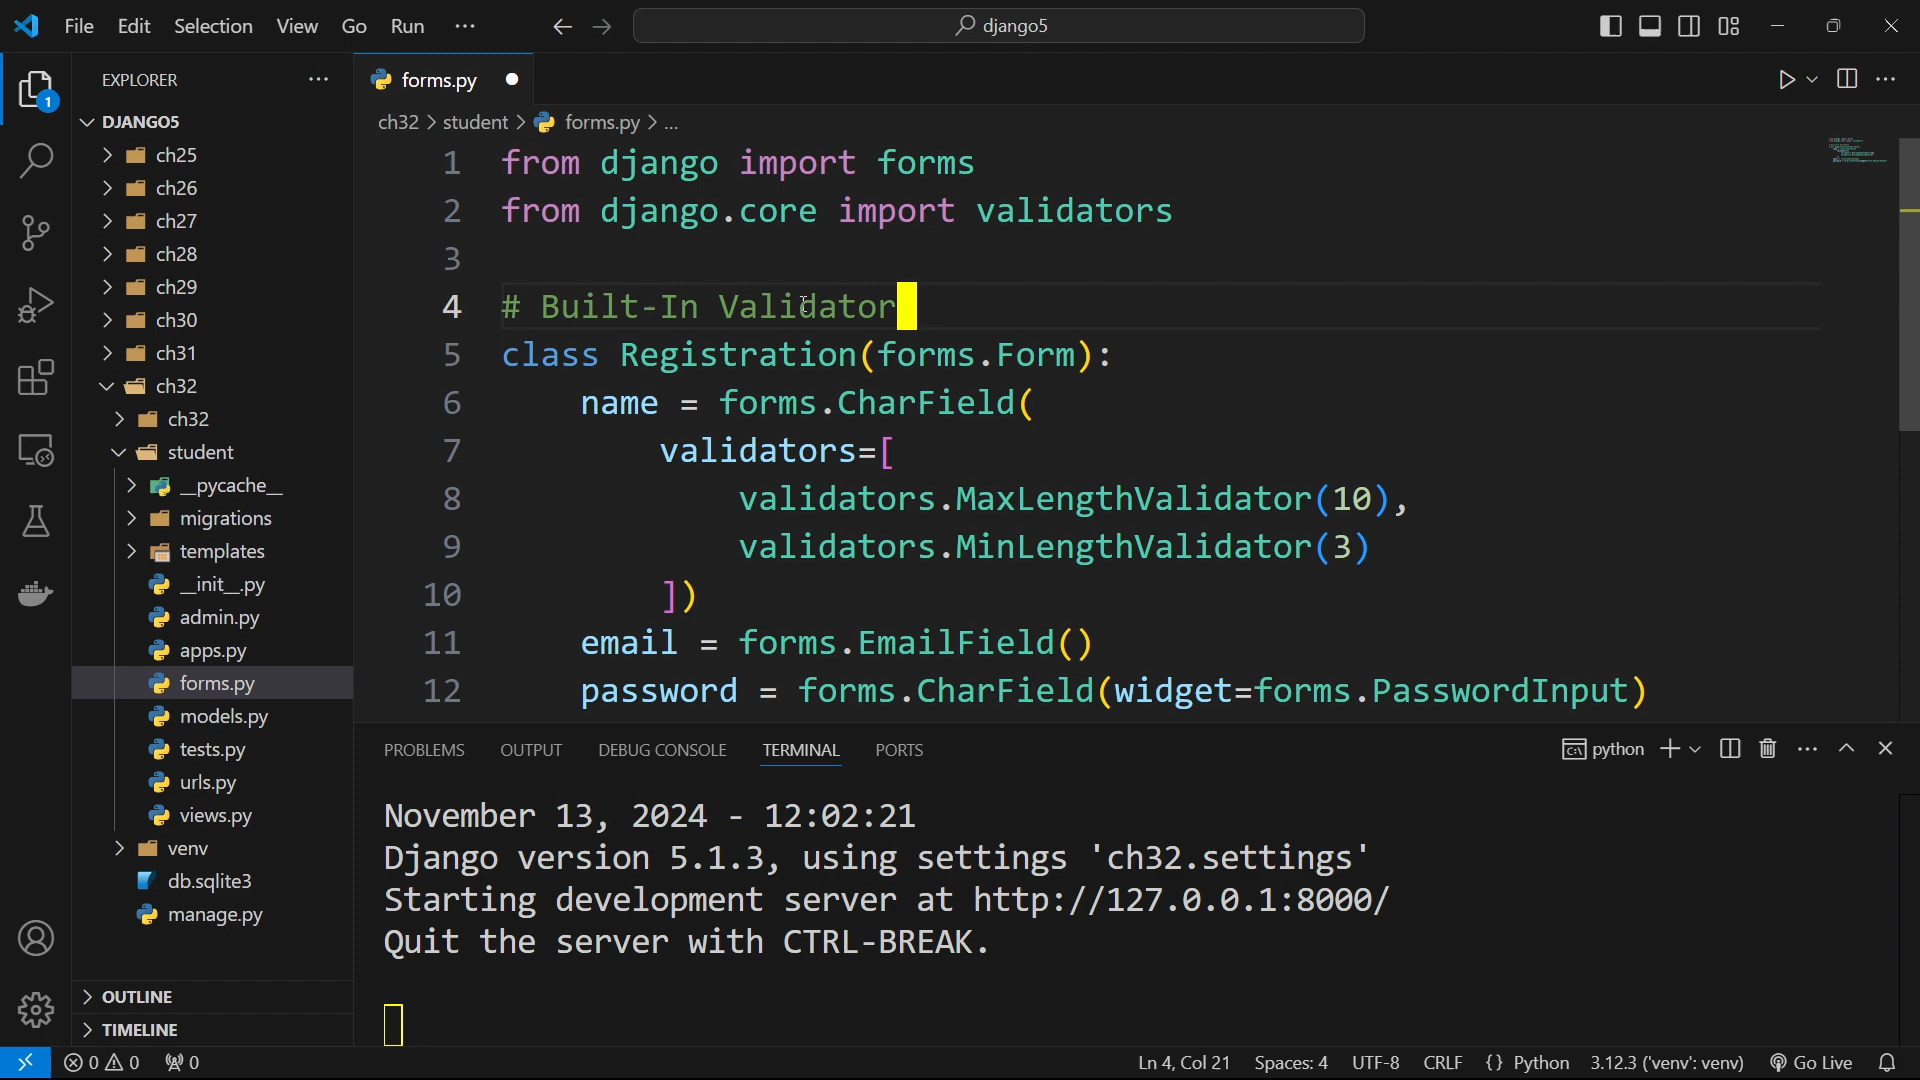 File Edit Selection View Go Run ··· django5
EXPLORER ···
DJANGO5
ch25
ch26
ch27
ch28
ch29
ch30
ch31
ch32
ch32
student
__pycache__
migrations
templates
__init__.py
admin.py
apps.py
forms.py
models.py
tests.py
urls.py
views.py
venv
db.sqlite3
manage.py
OUTLINE
TIMELINE
1
forms.py
ch32 > student > forms.py > ...
1 from django import forms
2 from django.core import validators
3
4 # Built-In Validator
5 class Registration(forms.Form):
6 name = forms.CharField(
7 validators=[
8 validators.MaxLengthValidator(10),
9 validators.MinLengthValidator(3)
10 ])
11 email = forms.EmailField()
12 password = forms.CharField(widget=forms.PasswordInput)
PROBLEMS OUTPUT DEBUG CONSOLE TERMINAL PORTS python
November 13, 2024 - 12:02:21
Django version 5.1.3, using settings 'ch32.settings'
Starting development server at http://127.0.0.1:8000/
Quit the server with CTRL-BREAK.
0 0 0 Ln 4, Col 21 Spaces: 4 UTF-8 CRLF {} Python 3.12.3 ('venv': venv) Go Live